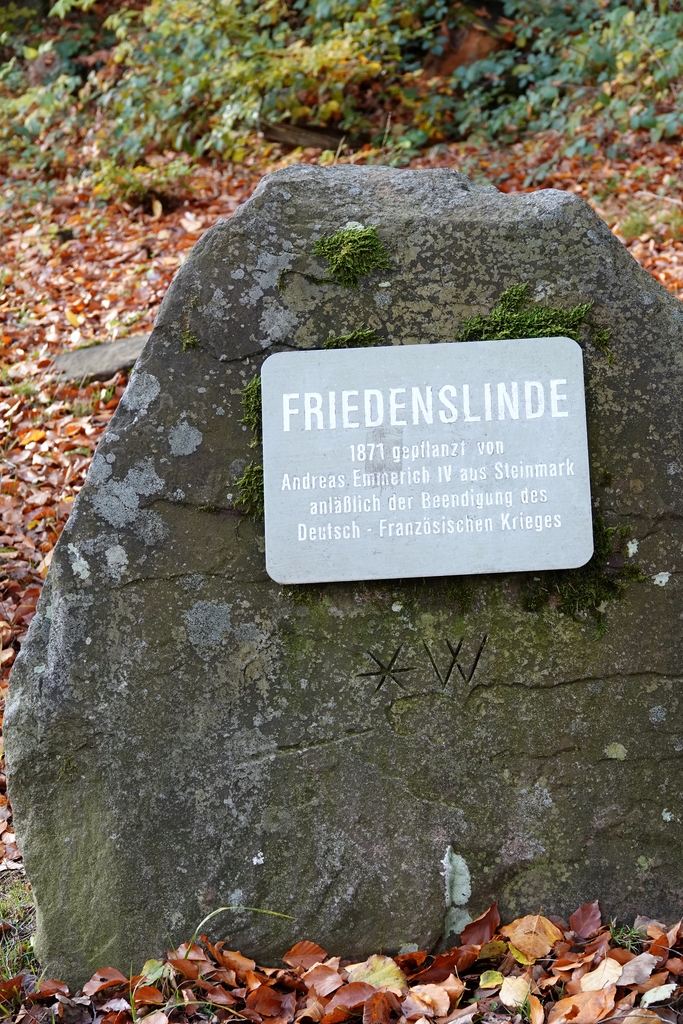 FRIEDENSLINDE
1871 gepflanzt von
Andreas Emmerich IV aus Steinmark
anläßlich der Beendigung des
Deutsch - Französischen Krieges
* W